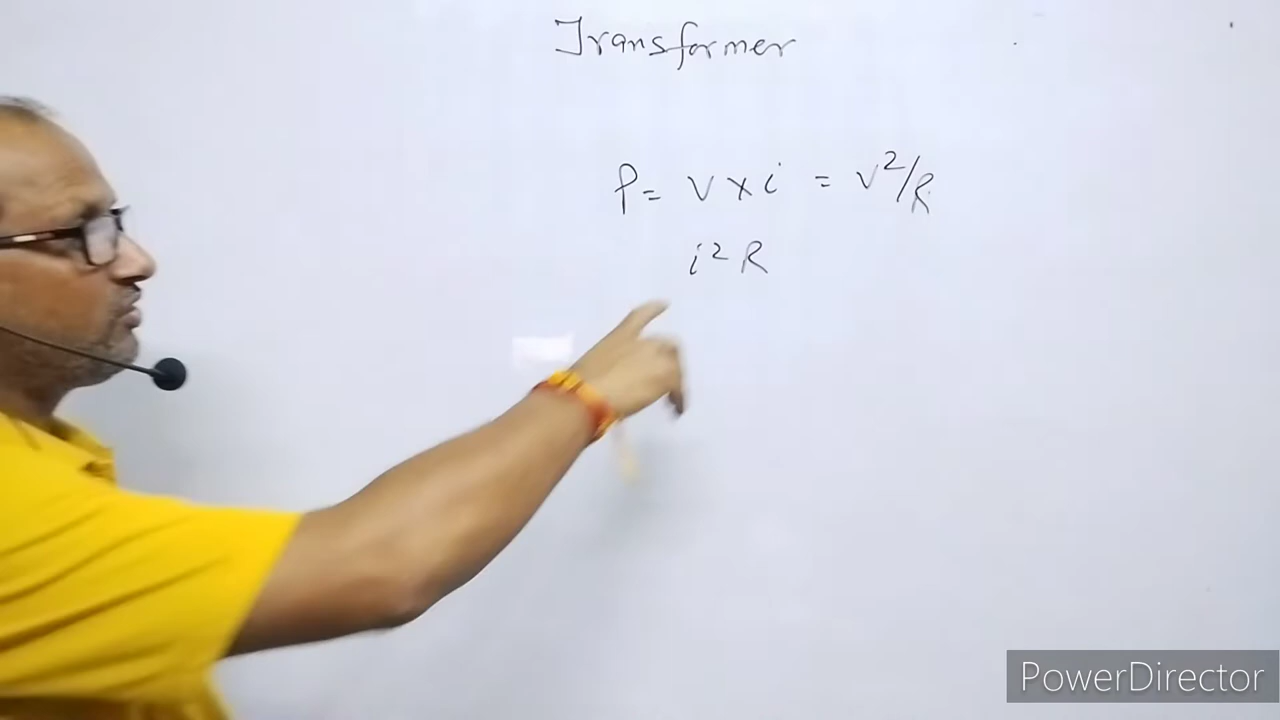 Transformer
P = V × i = V²/R
i²R
PowerDirector